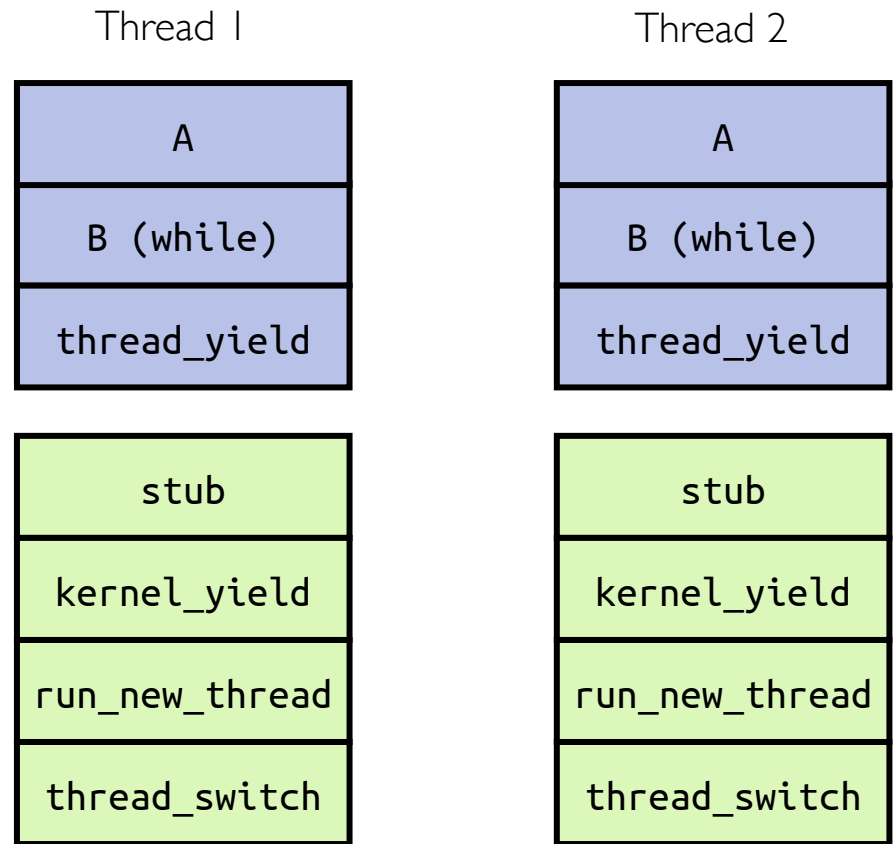 Thread 1
A
B (while)
thread_yield
stub
kernel_yield
run_new_thread
thread_switch
Thread 2
A
B (while)
thread_yield
stub
kernel_yield
run_new_thread
thread_switch